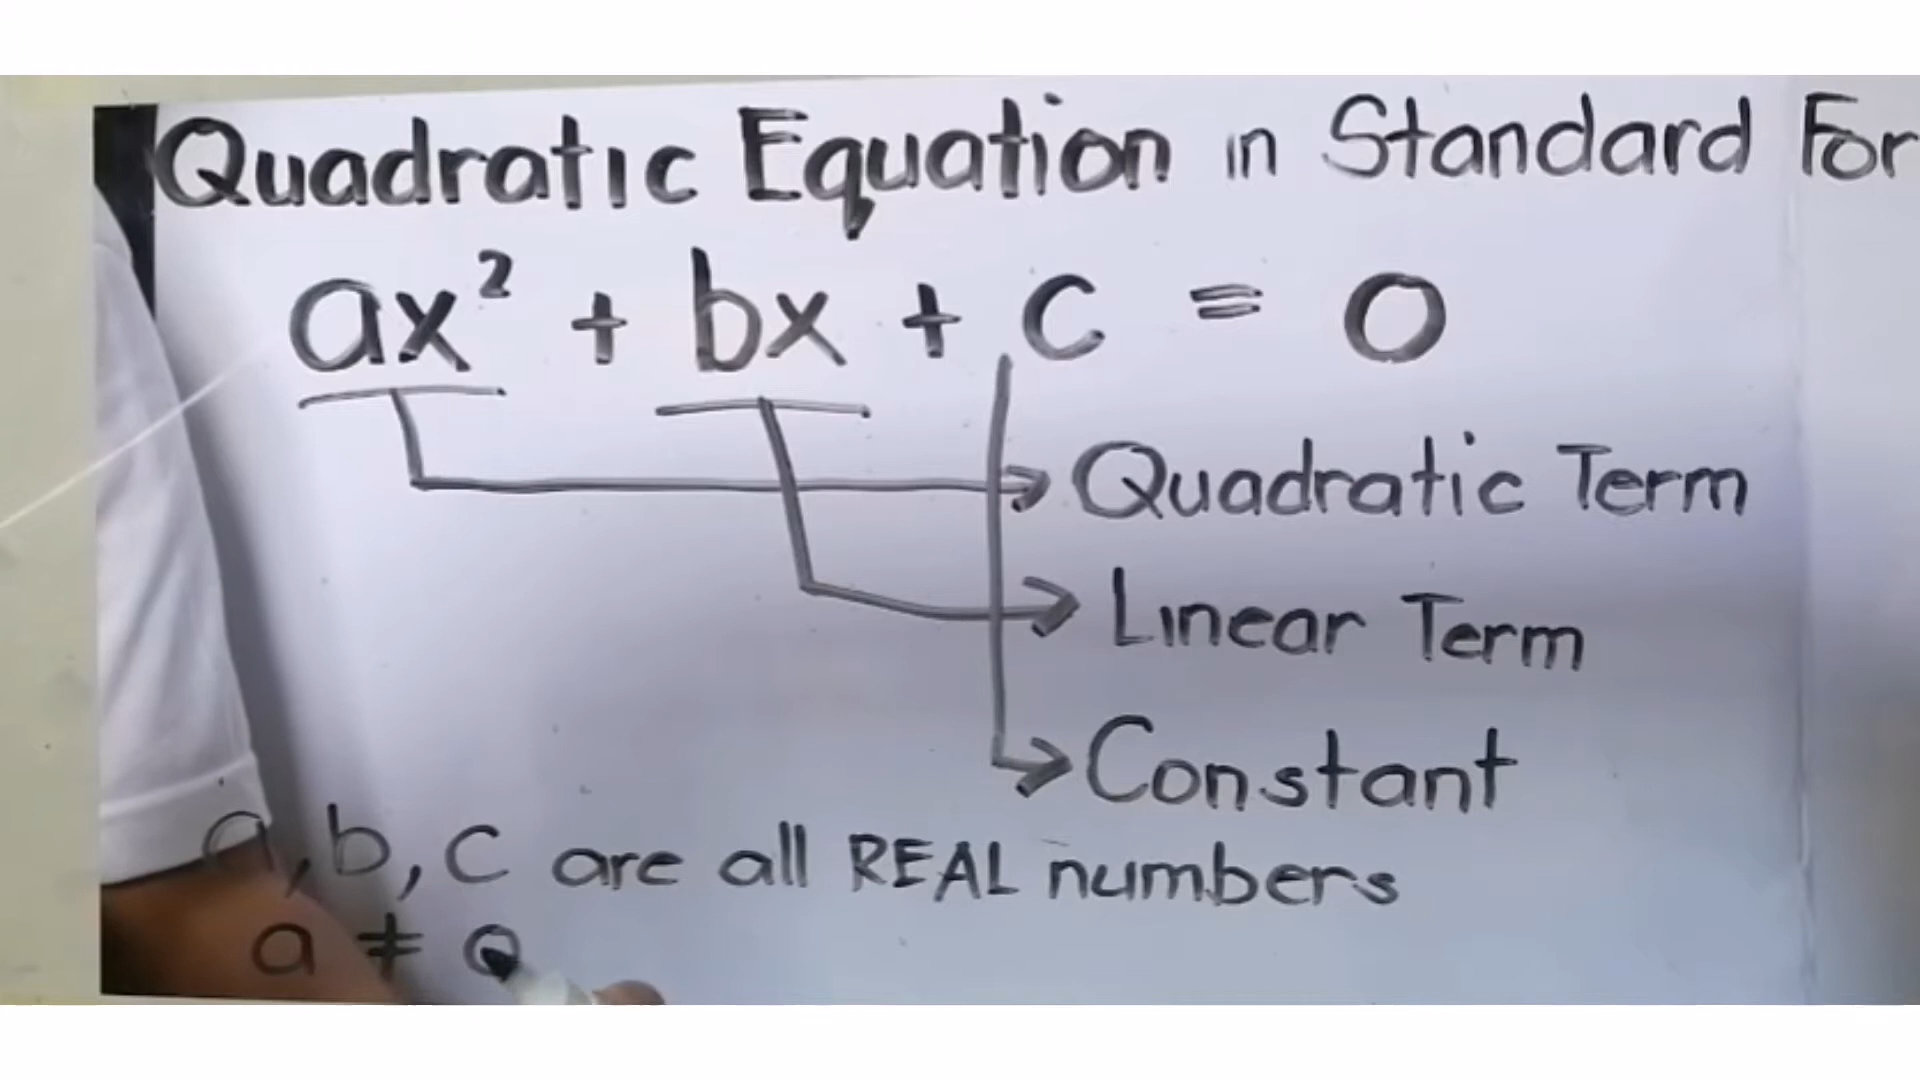 Quadratic Equation in Standard For
ax² + bx + c = 0
Quadratic Term
Linear Term
Constant
a, b, c are all REAL numbers
a ≠ 0